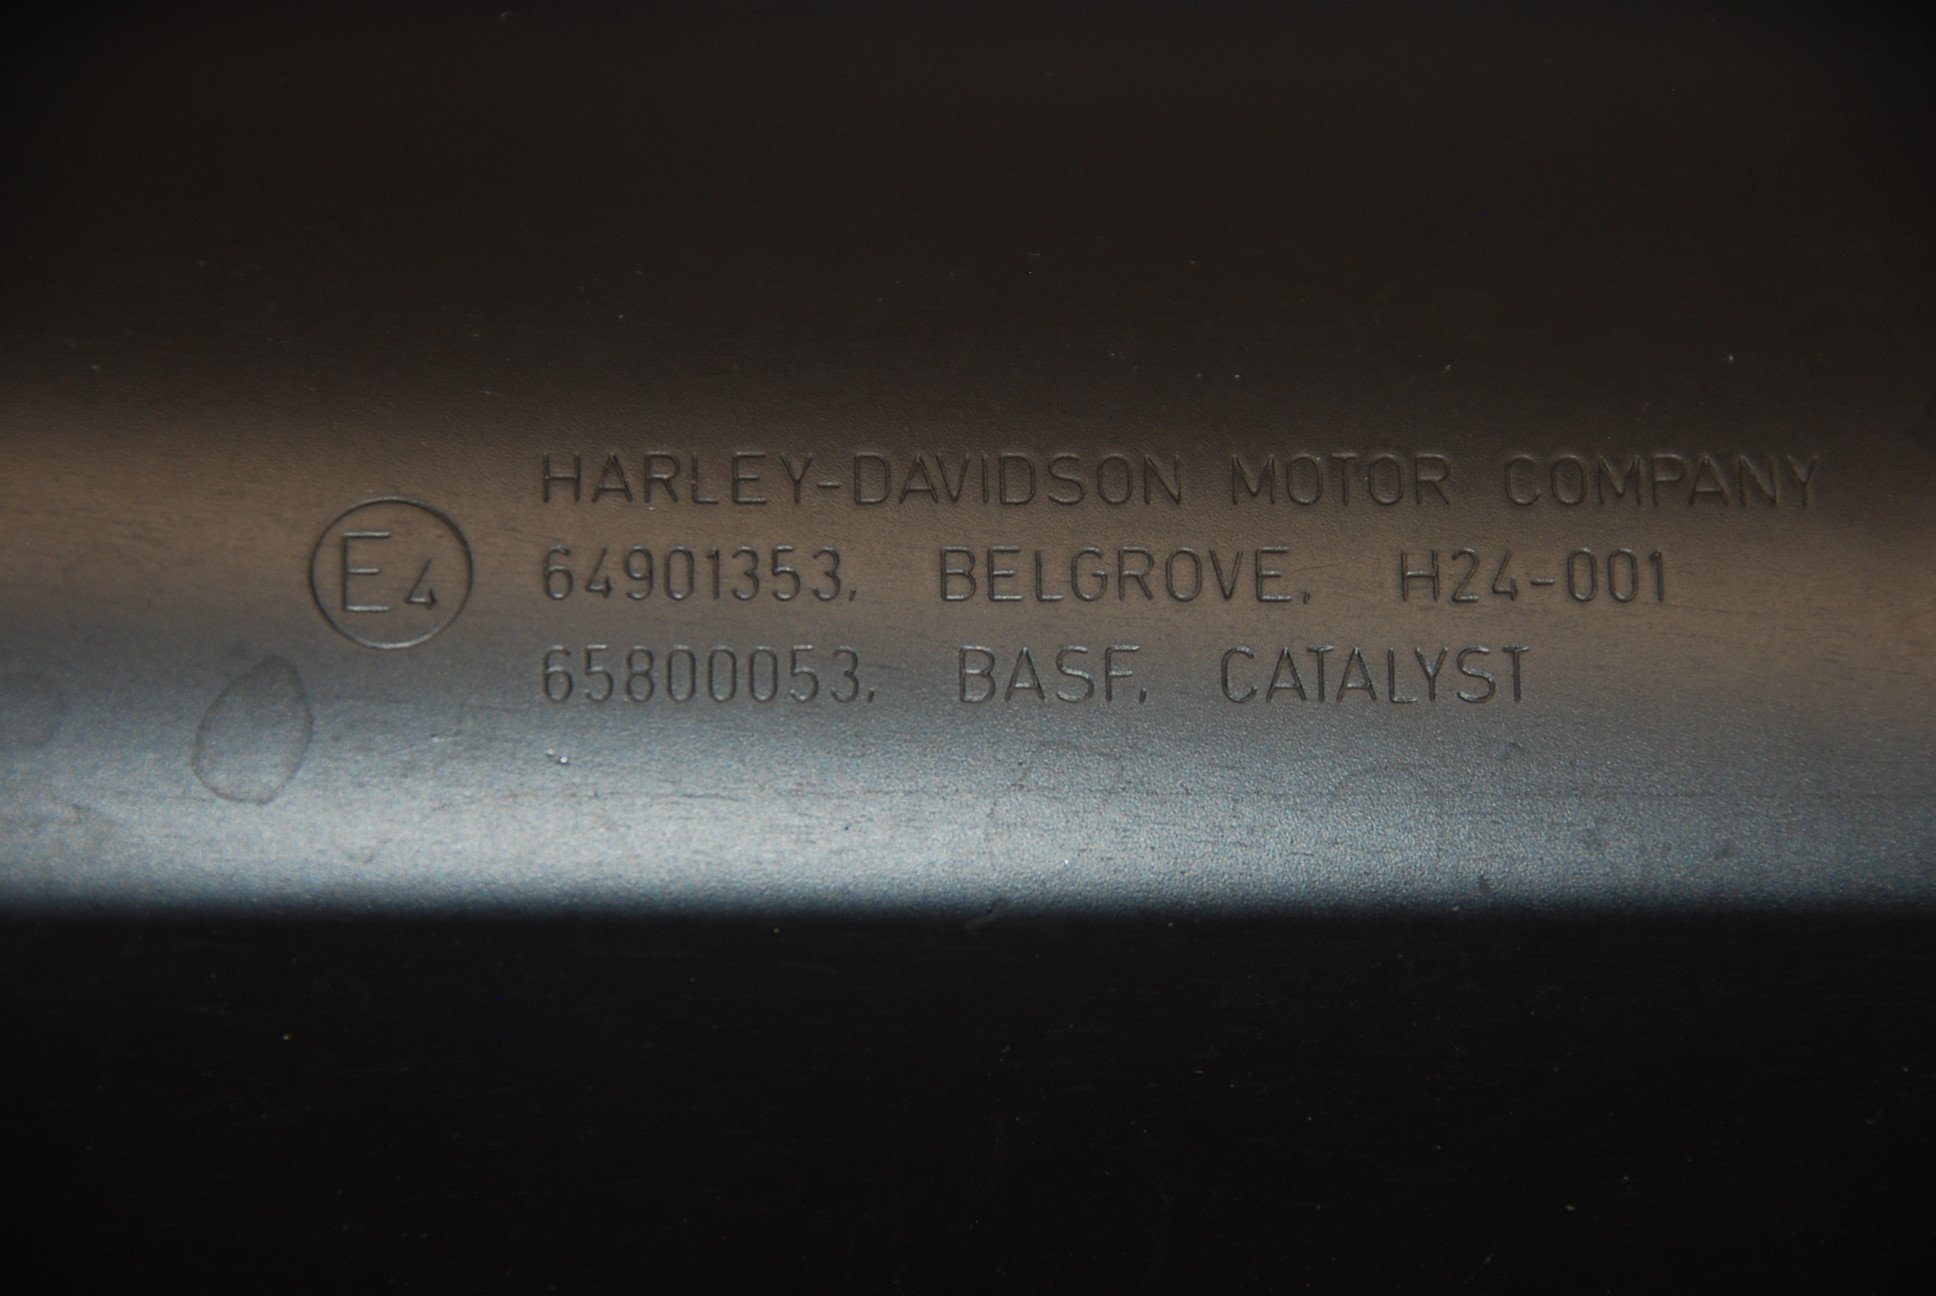 HARLEY-DAVIDSON MOTOR COMPANY
E4 64901353, BELGROVE, H24-001
65800053, BASF, CATALYST